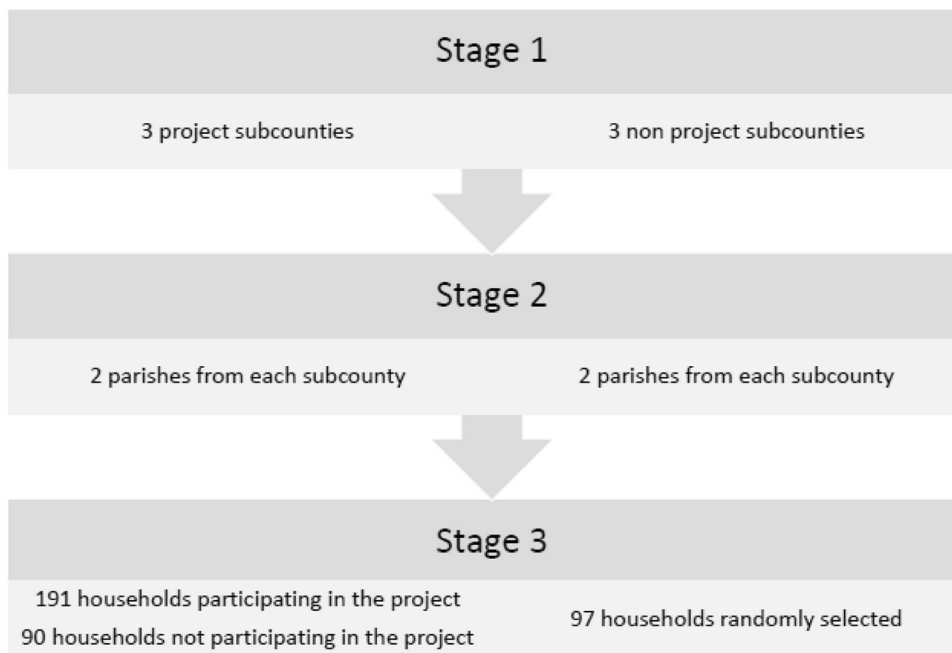 Stage 1
3 project subcounties
3 non project subcounties
Stage 2
2 parishes from each subcounty
2 parishes from each subcounty
Stage 3
191 households participating in the project
90 households not participating in the project
97 households randomly selected